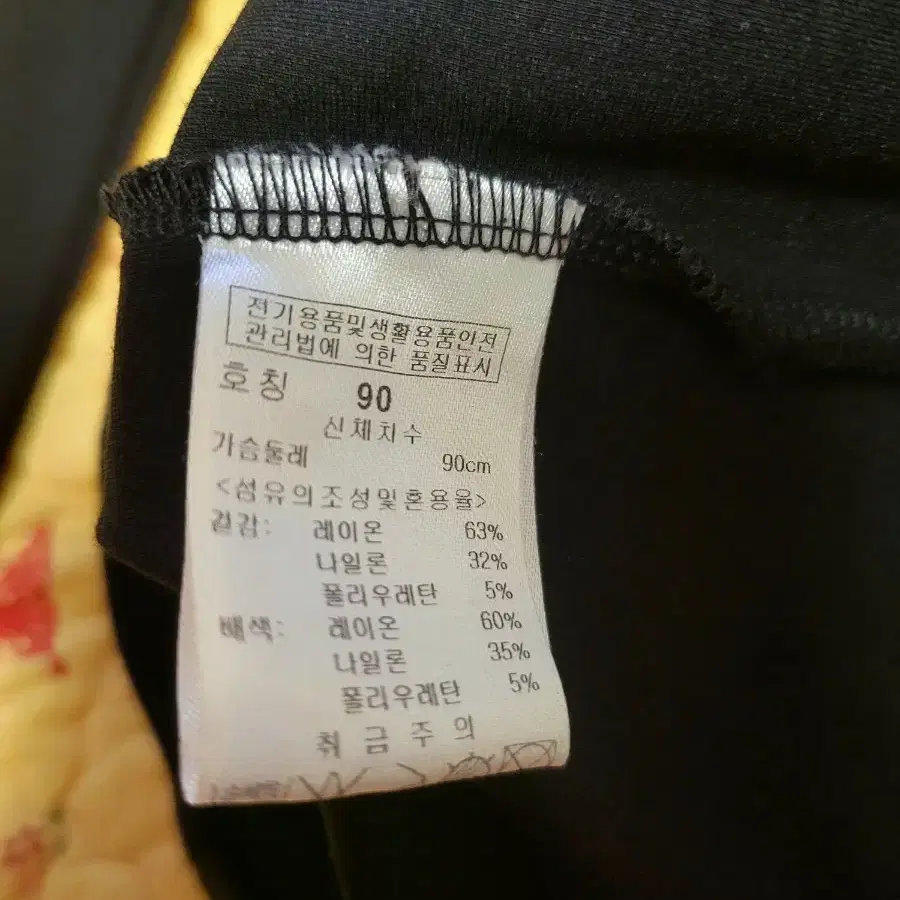 전기용품및생활용품안전
관리법에 의한 품질표시
호칭 90
신체치수
가슴둘레 90cm
<섬유의조성및혼용율>
겉감: 레이온 63%
나일론 32%
폴리우레탄 5%
배색: 레이온 60%
나일론 35%
폴리우레탄 5%
취급주의